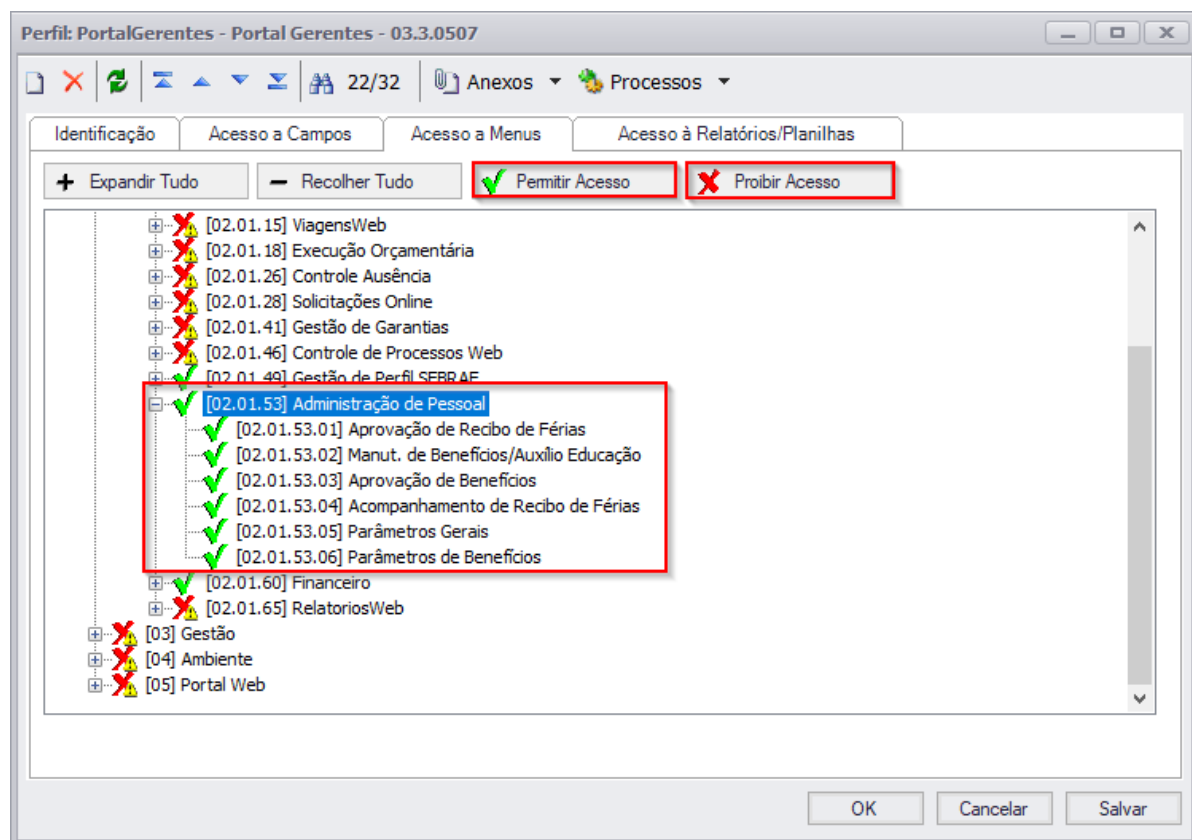 Perfil: PortalGerentes - Portal Gerentes - 03.3.0507
22/32 Anexos Processos
Identificação Acesso a Campos Acesso a Menus Acesso à Relatórios/Planilhas
Expandir Tudo Recolher Tudo Permitir Acesso Proibir Acesso
[02.01.15] ViagensWeb
[02.01.18] Execução Orçamentária
[02.01.26] Controle Ausência
[02.01.28] Solicitações Online
[02.01.41] Gestão de Garantias
[02.01.46] Controle de Processos Web
[02.01.49] Gestão de Perfil SEBRAE
[02.01.53] Administração de Pessoal
[02.01.53.01] Aprovação de Recibo de Férias
[02.01.53.02] Manut. de Benefícios/Auxílio Educação
[02.01.53.03] Aprovação de Benefícios
[02.01.53.04] Acompanhamento de Recibo de Férias
[02.01.53.05] Parâmetros Gerais
[02.01.53.06] Parâmetros de Benefícios
[02.01.60] Financeiro
[02.01.65] RelatoriosWeb
[03] Gestão
[04] Ambiente
[05] Portal Web
OK Cancelar Salvar